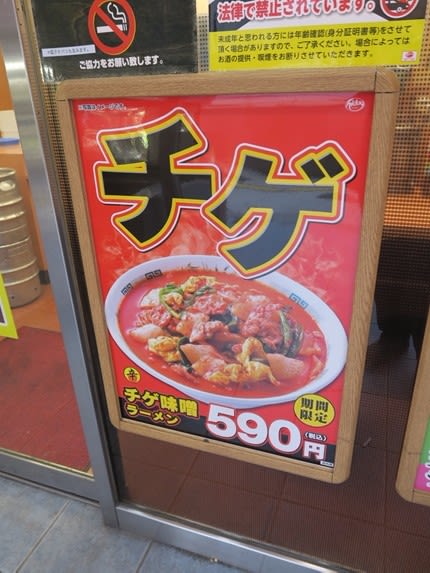 ご協力をお願い致します。
法律で禁止されています。
未成年と思われる方には年齢確認(身分証明書等)をさせて
頂く場合がありますので、ご了承ください。場合によっては
お酒の提供・喫煙をお断りさせていただきます。
チゲ
辛
チゲ味噌
ラーメン
590円
(税込)
期間
限定